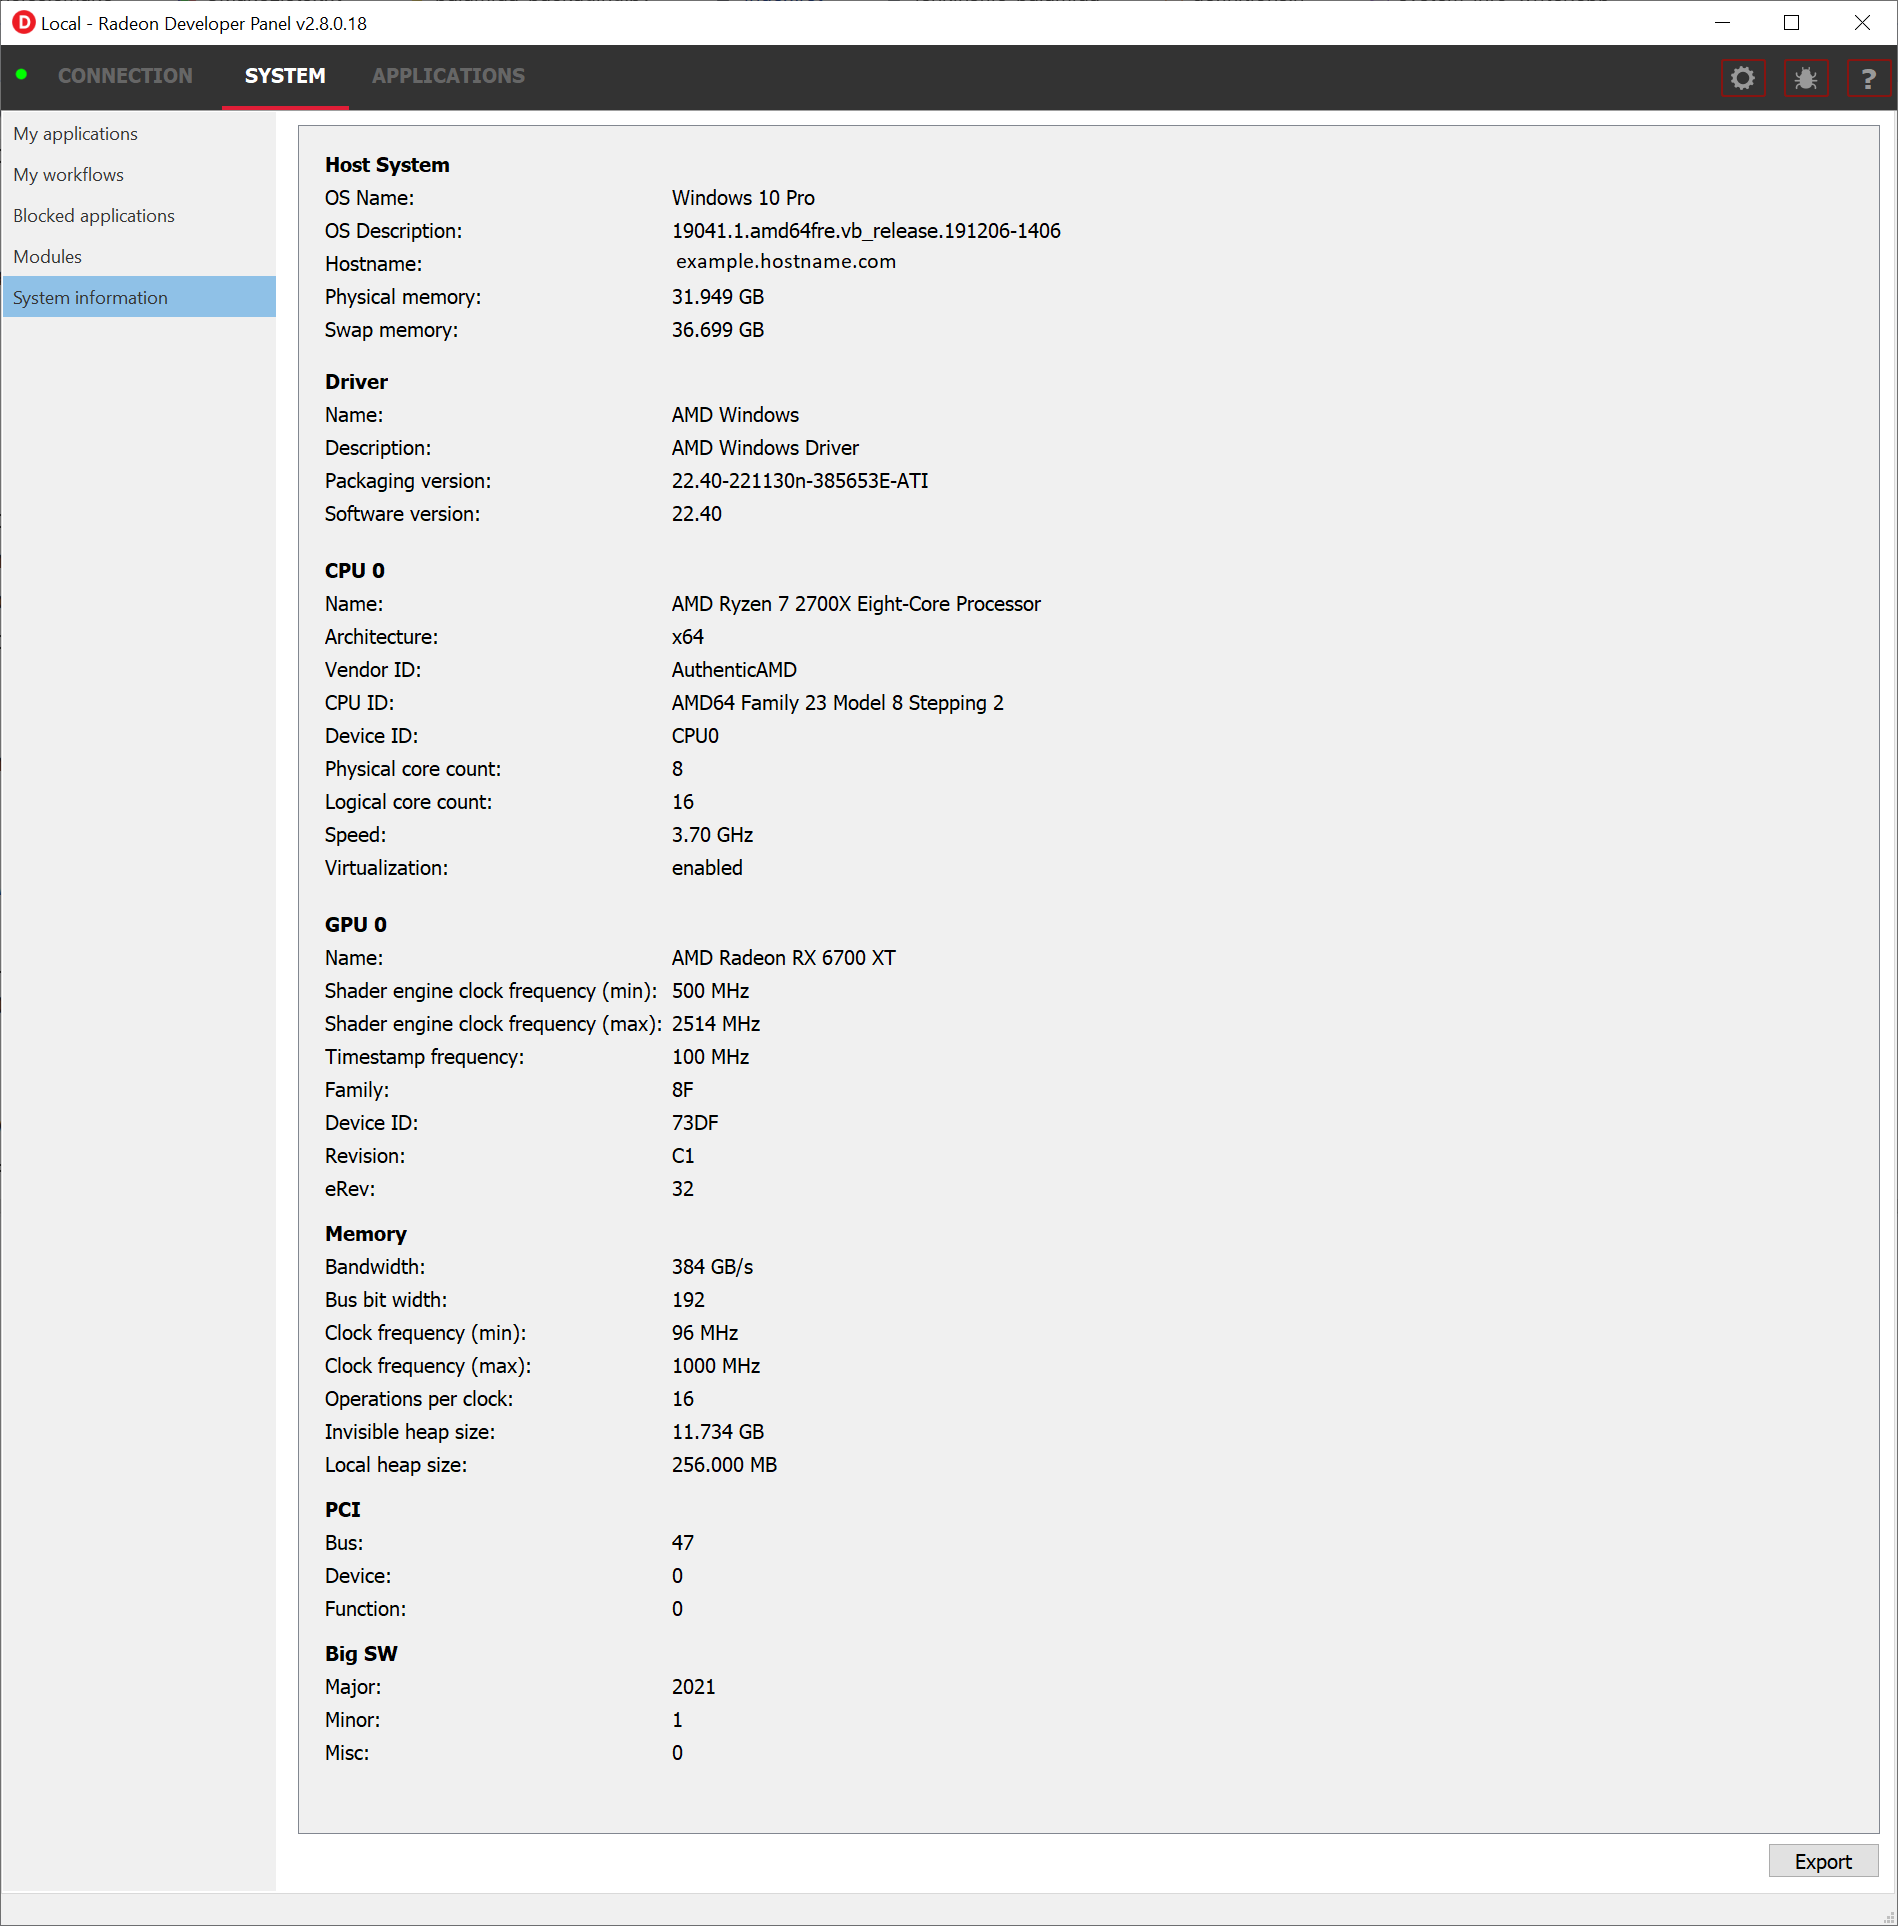 Local - Radeon Developer Panel v2.8.0.18
CONNECTION SYSTEM APPLICATIONS ?
My applications
My workflows
Blocked applications
Modules
System information
Host System
OS Name: Windows 10 Pro
OS Description: 19041.1.amd64fre.vb_release.191206-1406
Hostname: example.hostname.com
Physical memory: 31.949 GB
Swap memory: 36.699 GB
Driver
Name: AMD Windows
Description: AMD Windows Driver
Packaging version: 22.40-221130n-385653E-ATI
Software version: 22.40
CPU 0
Name: AMD Ryzen 7 2700X Eight-Core Processor
Architecture: x64
Vendor ID: AuthenticAMD
CPU ID: AMD64 Family 23 Model 8 Stepping 2
Device ID: CPU0
Physical core count: 8
Logical core count: 16
Speed: 3.70 GHz
Virtualization: enabled
GPU 0
Name: AMD Radeon RX 6700 XT
Shader engine clock frequency (min): 500 MHz
Shader engine clock frequency (max): 2514 MHz
Timestamp frequency: 100 MHz
Family: 8F
Device ID: 73DF
Revision: C1
eRev: 32
Memory
Bandwidth: 384 GB/s
Bus bit width: 192
Clock frequency (min): 96 MHz
Clock frequency (max): 1000 MHz
Operations per clock: 16
Invisible heap size: 11.734 GB
Local heap size: 256.000 MB
PCI
Bus: 47
Device: 0
Function: 0
Big SW
Major: 2021
Minor: 1
Misc: 0
Export